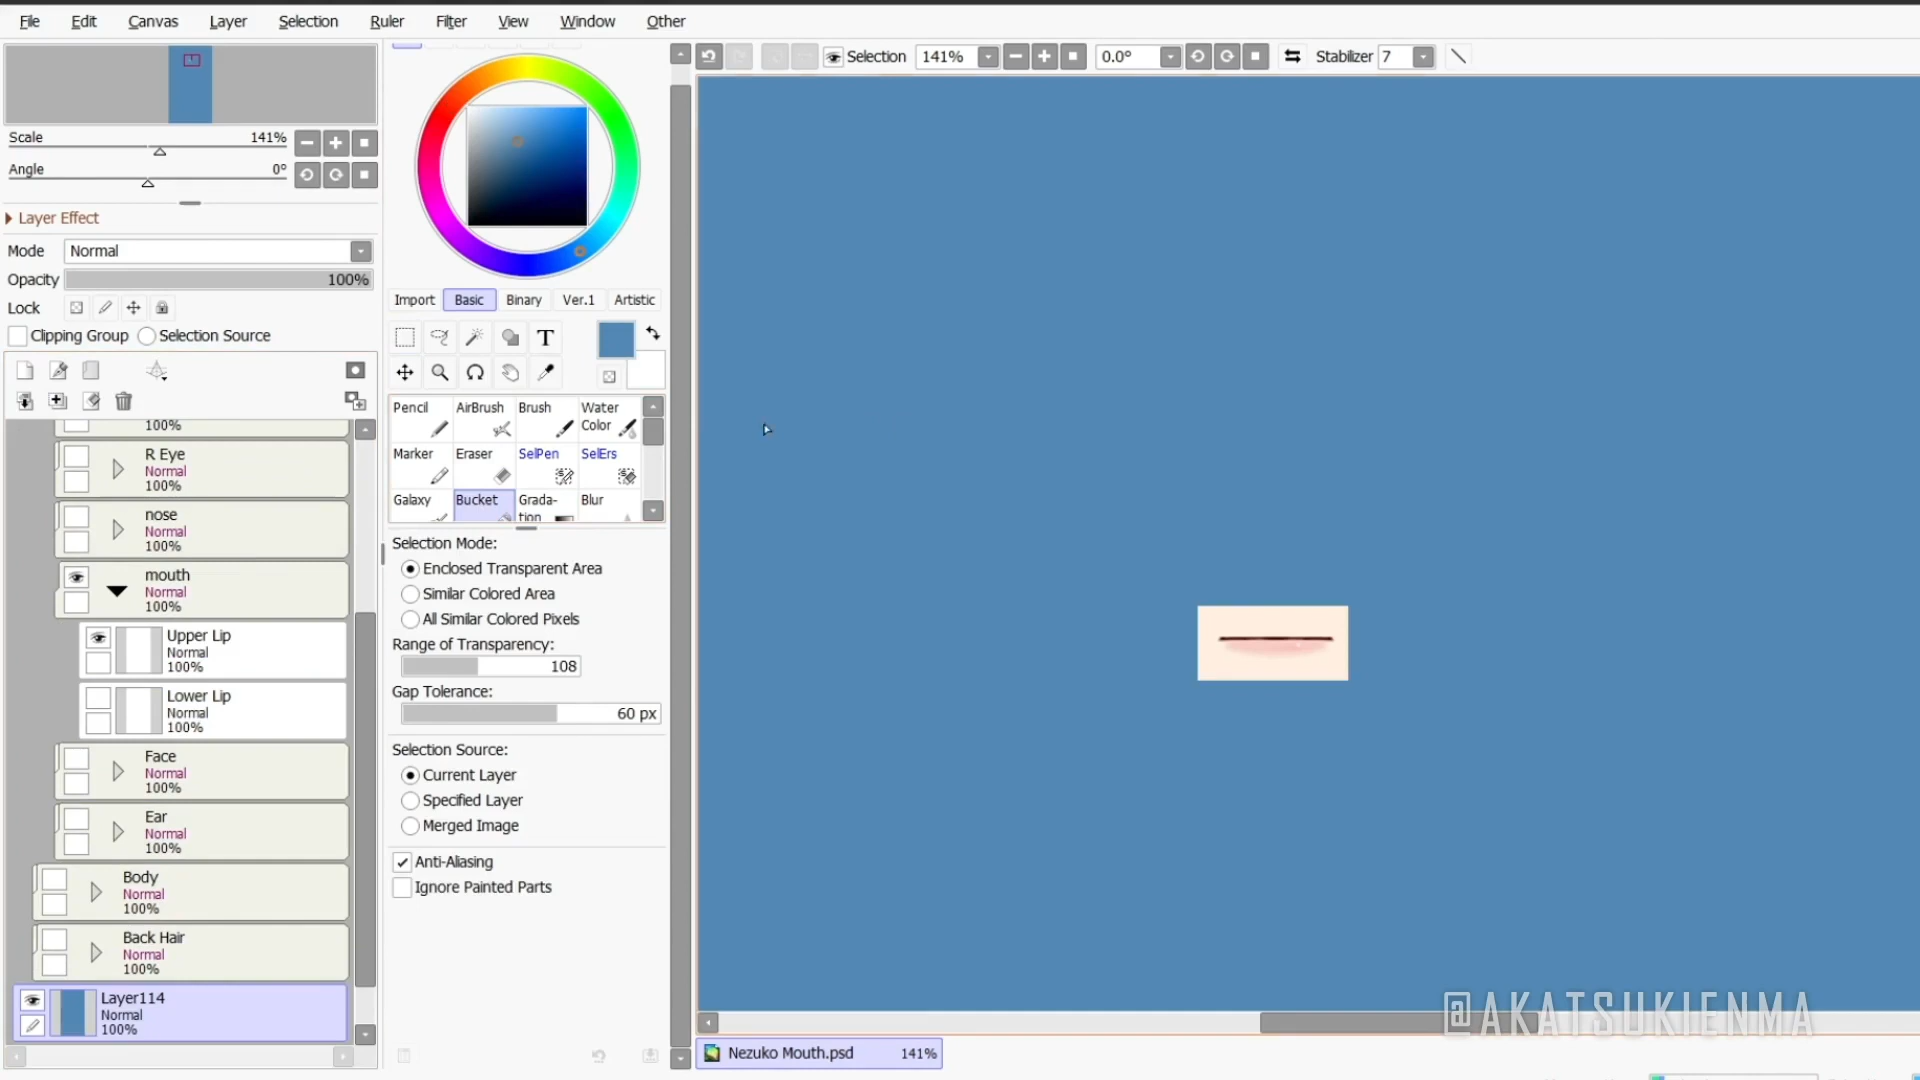 File Edit Canvas Layer Selection Ruler Filter View Window Other
Selection 141% 0.0° Stabilizer 7
Scale 141%
Angle 0°
Layer Effect
Mode Normal
Opacity 100%
Lock
Clipping Group Selection Source
100%
R Eye
Normal
100%
nose
Normal
100%
mouth
Normal
100%
Upper Lip
Normal
100%
Lower Lip
Normal
100%
Face
Normal
100%
Ear
Normal
100%
Body
Normal
100%
Back Hair
Normal
100%
Layer114
Normal
100%
Import Basic Binary Ver.1 Artistic
T
Pencil AirBrush Brush Water
Color
Marker Eraser SelPen SelErs
Galaxy Bucket Grada- Blur
tion
Selection Mode:
Enclosed Transparent Area
Similar Colored Area
All Similar Colored Pixels
Range of Transparency:
108
Gap Tolerance:
60 px
Selection Source:
Current Layer
Specified Layer
Merged Image
Anti-Aliasing
Ignore Painted Parts
@AKATSUKIENMA
Nezuko Mouth.psd 141%